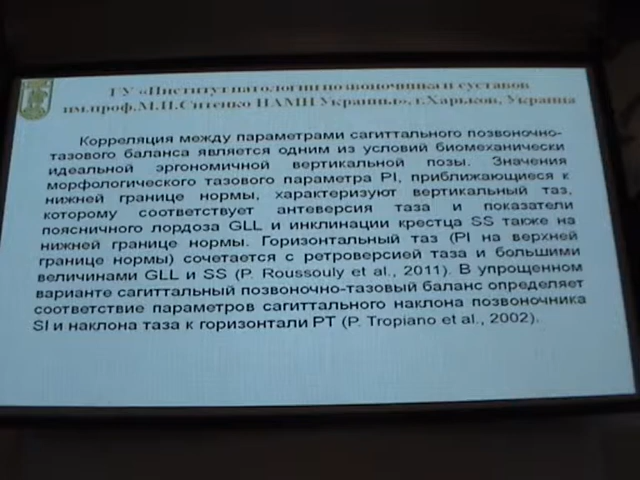 ГУ «Институт патологии позвоночника и суставов
им.проф.М.И.Ситенко НАМН Украины», г.Харьков, Украина
Корреляция между параметрами сагиттального позвоночно-
тазового баланса является одним из условий биомеханически
идеальной эргономичной вертикальной позы. Значения
морфологического тазового параметра PI, приближающиеся к
нижней границе нормы, характеризуют вертикальный таз,
которому соответствует антеверсия таза и показатели
поясничного лордоза GLL и инклинации крестца SS также на
нижней границе нормы. Горизонтальный таз (PI на верхней
границе нормы) сочетается с ретроверсией таза и большими
величинами GLL и SS (P. Roussouly et al., 2011). В упрощенном
варианте сагиттальный позвоночно-тазовый баланс определяет
соответствие параметров сагиттального наклона позвоночника
SI и наклона таза к горизонтали PT (P. Tropiano et al., 2002).